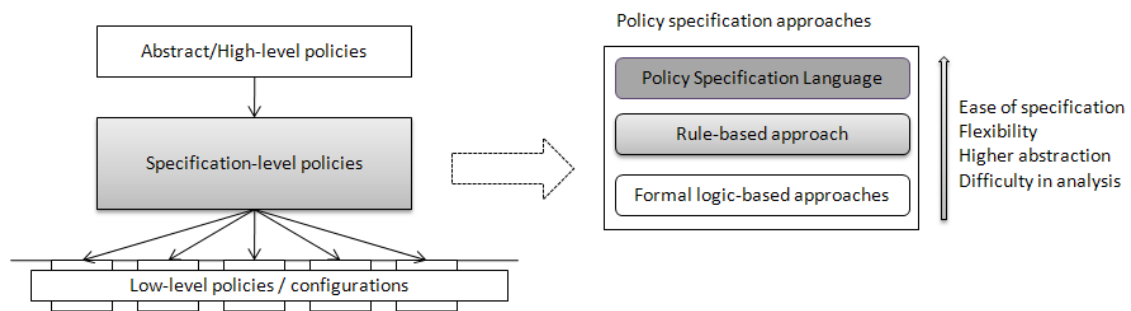 Abstract/High-level policies
Specification-level policies
Low-level policies / configurations
Policy specification approaches
Policy Specification Language
Rule-based approach
Formal logic-based approaches
Ease of specification
Flexibility
Higher abstraction
Difficulty in analysis